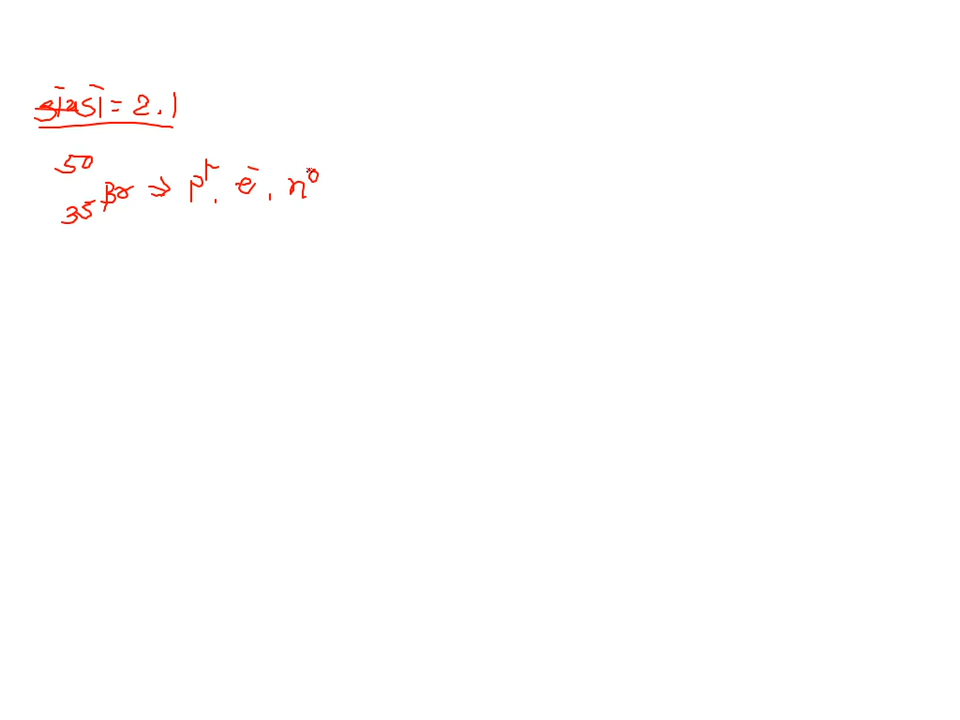 = 2.1
50
35 Br ⇒ p⁺, e⁻, n⁰